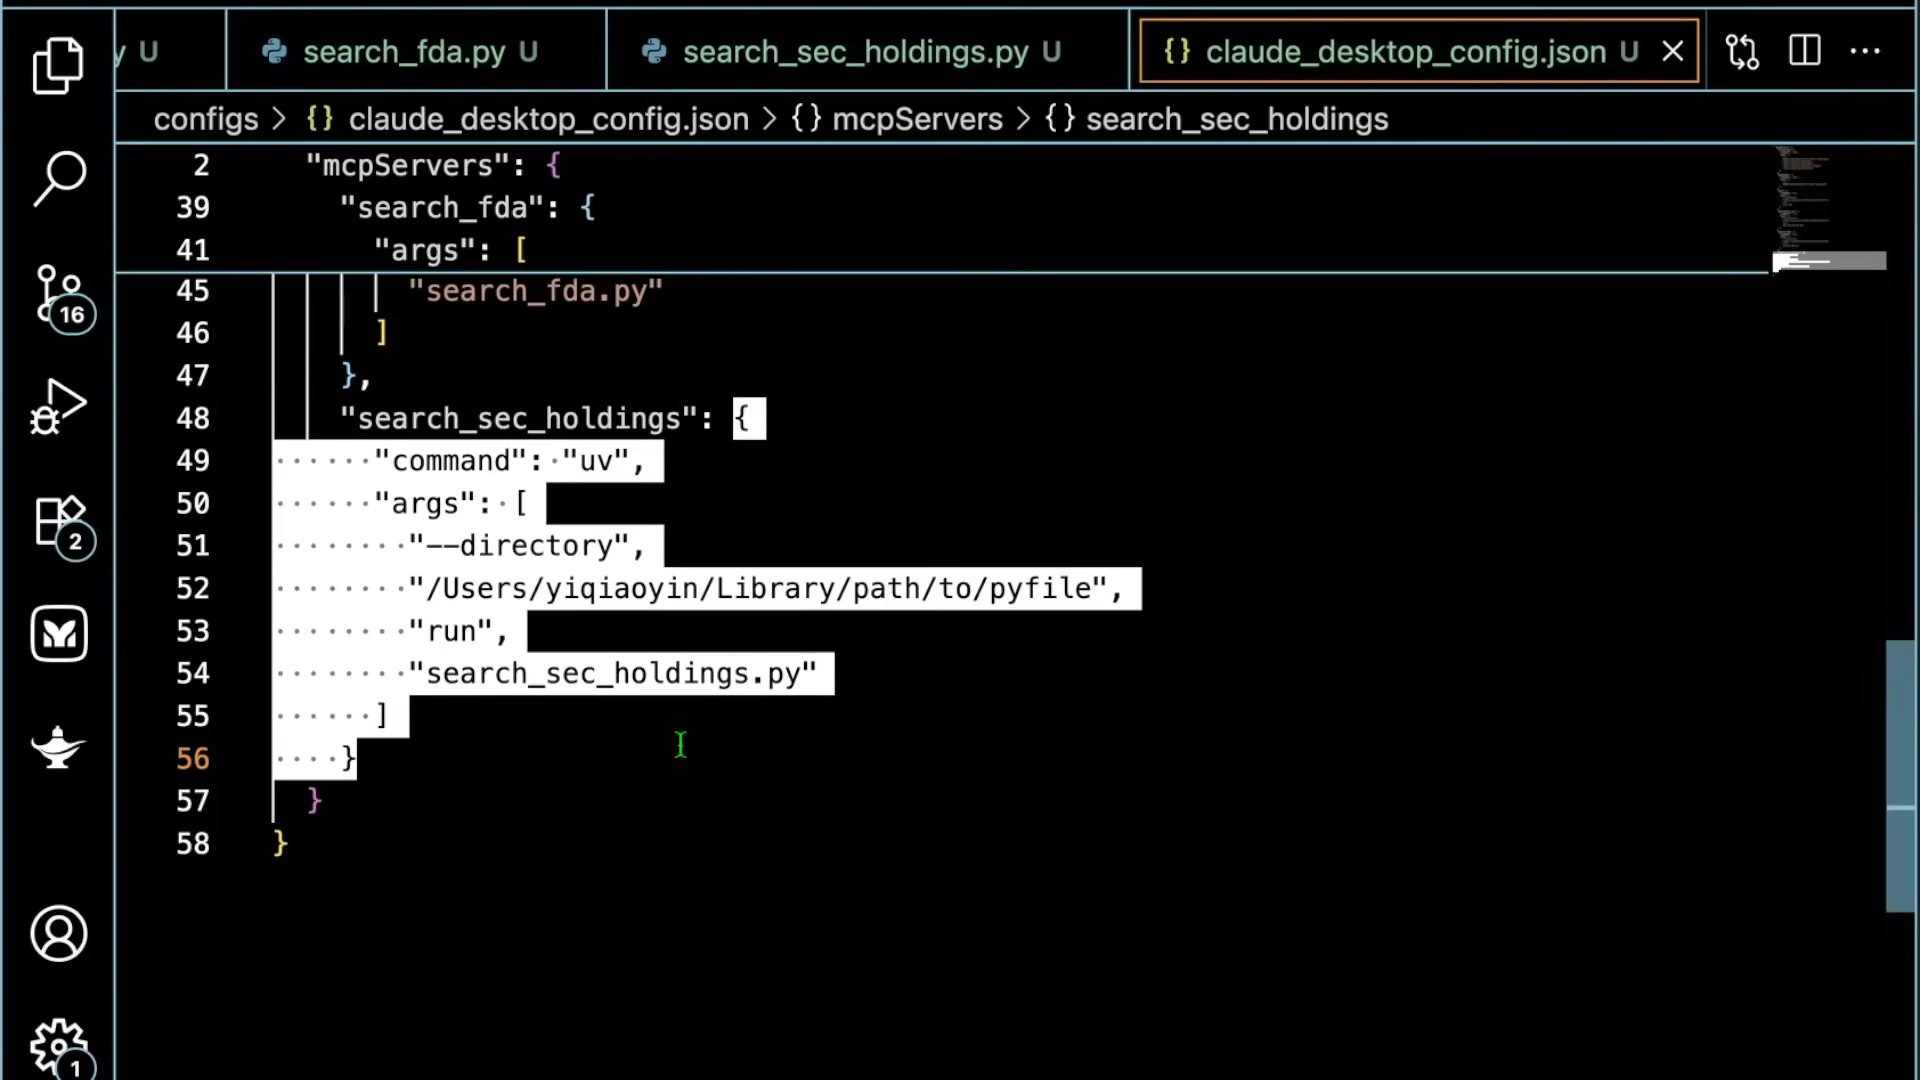 y U
search_fda.py U
search_sec_holdings.py U
{} claude_desktop_config.json U
configs > {} claude_desktop_config.json > {} mcpServers > {} search_sec_holdings
2 "mcpServers": {
39 "search_fda": {
41 "args": [
45 "search_fda.py"
46 ]
47 },
48 "search_sec_holdings": {
49 "command": "uv",
50 "args": [
51 "--directory",
52 "/Users/yiqiaoyin/Library/path/to/pyfile",
53 "run",
54 "search_sec_holdings.py"
55 ]
56 }
57 }
58 }
16
2
1